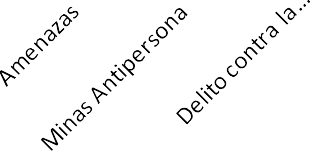 Amenazas
Minas Antipersona
Delito contra la...